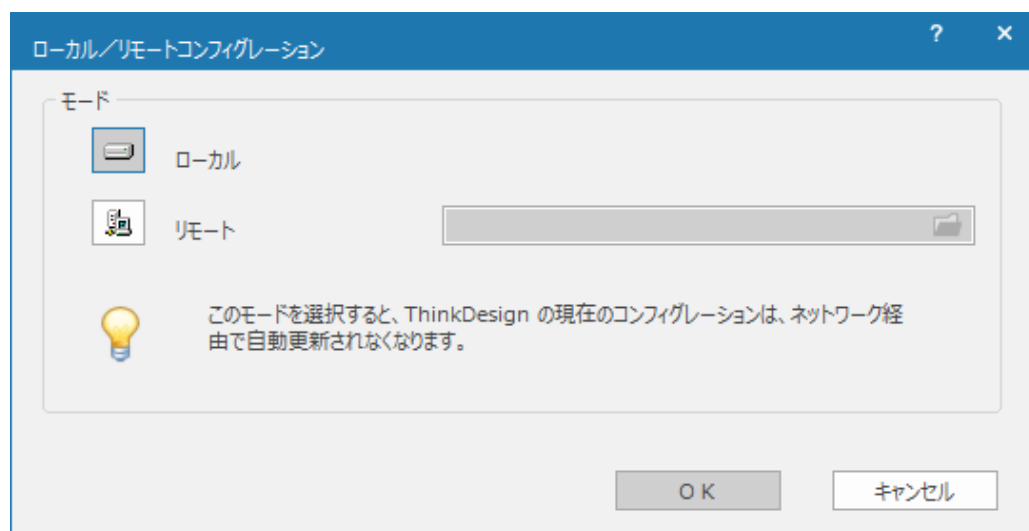 ローカル／リモートコンフィグレーション
モード
ローカル
リモート
このモードを選択すると、ThinkDesign の現在のコンフィグレーションは、ネットワーク経
由で自動更新されなくなります。
ＯＫ
キャンセル